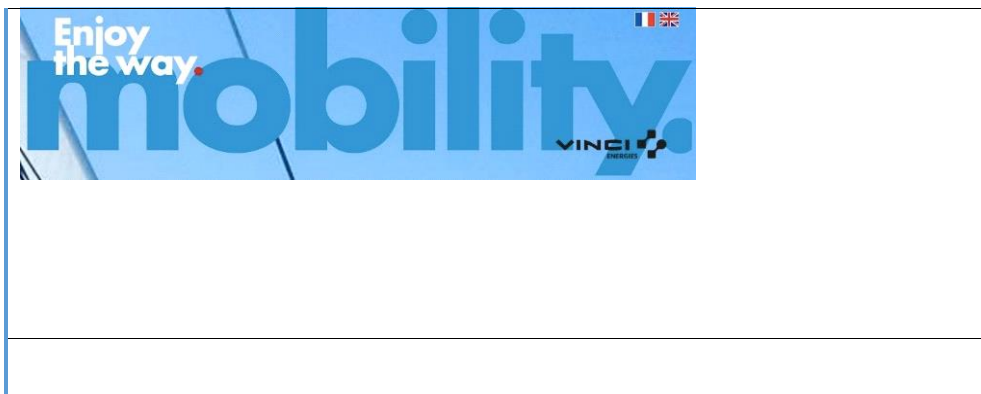 Enjoy
the way.
mobility.
VINCI
ENERGIES